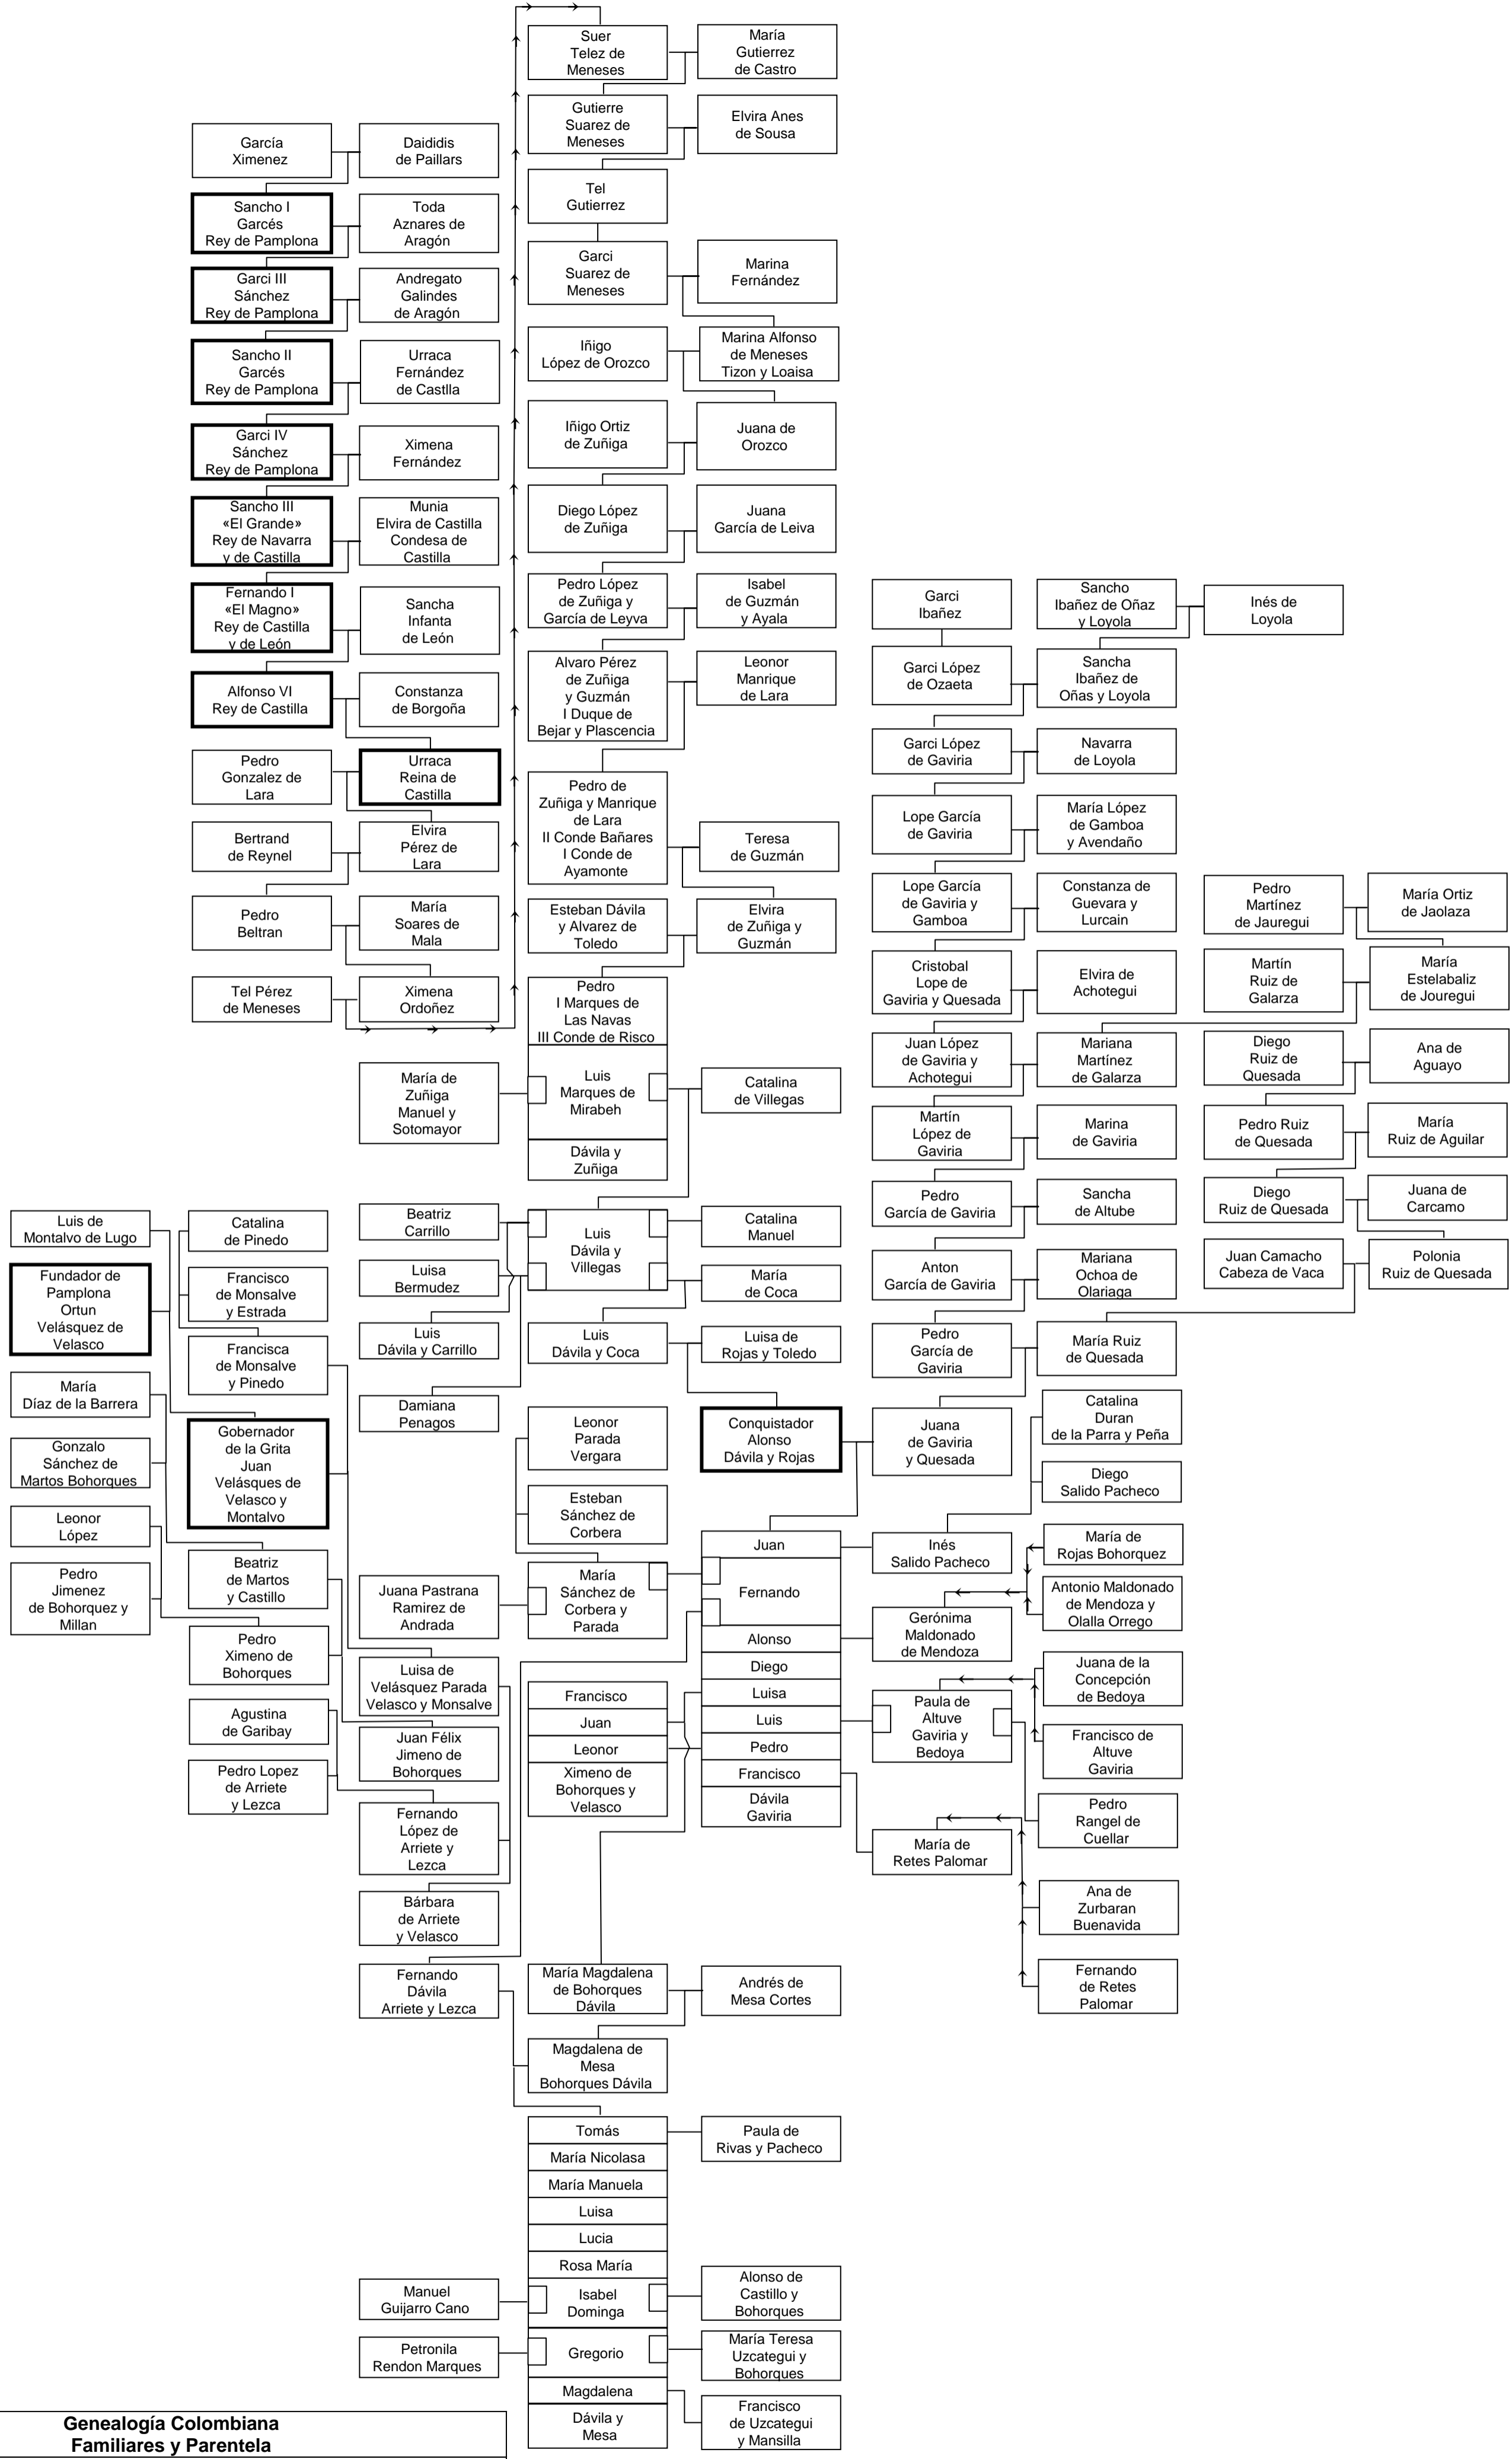 Suer
Telez de
Meneses
María
Gutierrez
de Castro
Gutierre
Suarez de
Meneses
Elvira Anes
de Sousa
García
Ximenez
Daididis
de Paillars
Tel
Gutierrez
Sancho I
Garcés
Rey de Pamplona
Toda
Aznares de
Aragón
Garci
Suarez de
Meneses
Marina
Fernández
Garci III
Sánchez
Rey de Pamplona
Andregato
Galindes
de Aragón
Iñigo
López de Orozco
Marina Alfonso
de Meneses
Tizon y Loaisa
Sancho II
Garcés
Rey de Pamplona
Urraca
Fernández
de Castlla
Iñigo Ortiz
de Zuñiga
Juana de
Orozco
Garci IV
Sánchez
Rey de Pamplona
Ximena
Fernández
Sancho III
«El Grande»
Rey de Navarra
y de Castilla
Munia
Elvira de Castilla
Condesa de
Castilla
Diego López
de Zuñiga
Juana
García de Leiva
Fernando I
«El Magno»
Rey de Castilla
y de León
Sancha
Infanta
de León
Pedro López
de Zuñiga y
García de Leyva
Isabel
de Guzmán
y Ayala
Garci
Ibañez
Sancho
Ibañez de Oñaz
y Loyola
Inés de
Loyola
Alfonso VI
Rey de Castilla
Constanza
de Borgoña
Alvaro Pérez
de Zuñiga
y Guzmán
I Duque de
Bejar y Plascencia
Leonor
Manrique
de Lara
Garci López
de Ozaeta
Sancha
Ibañez de
Oñas y Loyola
Pedro
Gonzalez de
Lara
Urraca
Reina de
Castilla
Garci López
de Gaviria
Navarra
de Loyola
Pedro de
Zuñiga y Manrique
de Lara
II Conde Bañares
I Conde de
Ayamonte
Teresa
de Guzmán
Lope García
de Gaviria
María López
de Gamboa
y Avendaño
Bertrand
de Reynel
Elvira
Pérez de
Lara
Pedro
Beltran
María
Soares de
Mala
Esteban Dávila
y Alvarez de
Toledo
Elvira
de Zuñiga y
Guzmán
Lope García
de Gaviria y
Gamboa
Constanza de
Guevara y
Lurcain
Pedro
Martínez
de Jauregui
María Ortiz
de Jaolaza
Tel Pérez
de Meneses
Ximena
Ordoñez
Pedro
I Marques de
Las Navas
III Conde de Risco
Cristobal
Lope de
Gaviria y Quesada
Elvira de
Achotegui
Martín
Ruiz de
Galarza
María
Estelabaliz
de Jouregui
María de
Zuñiga
Manuel y
Sotomayor
Luis
Marques de
Mirabeh
Catalina
de Villegas
Juan López
de Gaviria y
Achotegui
Mariana
Martínez
de Galarza
Diego
Ruiz de
Quesada
Ana de
Aguayo
Dávila y
Zuñiga
Martín
López de
Gaviria
Marina
de Gaviria
Pedro Ruiz
de Quesada
María
Ruiz de Aguilar
Luis de
Montalvo de Lugo
Catalina
de Pinedo
Beatriz
Carrillo
Luis
Dávila y
Villegas
Catalina
Manuel
Pedro
García de Gaviria
Sancha
de Altube
Diego
Ruiz de Quesada
Juana de
Carcamo
Fundador de
Pamplona
Ortun
Velásquez de
Velasco
Francisco
de Monsalve
y Estrada
Luisa
Bermudez
María
de Coca
Anton
García de Gaviria
Mariana
Ochoa de
Olariaga
Juan Camacho
Cabeza de Vaca
Polonia
Ruiz de Quesada
Francisca
de Monsalve
y Pinedo
Luis
Dávila y Carrillo
Luis
Dávila y Coca
Luisa de
Rojas y Toledo
Pedro
García de
Gaviria
María Ruiz
de Quesada
María
Díaz de la Barrera
Damiana
Penagos
Leonor
Parada
Vergara
Conquistador
Alonso
Dávila y Rojas
Juana
de Gaviria
y Quesada
Catalina
Duran
de la Parra y Peña
Gonzalo
Sánchez de
Martos Bohorques
Gobernador
de la Grita
Juan
Velásques de
Velasco y
Montalvo
Esteban
Sánchez de
Corbera
Diego
Salido Pacheco
Leonor
López
Juan
Inés
Salido Pacheco
María de
Rojas Bohorquez
Pedro
Jimenez
de Bohorquez y
Millan
Beatriz
de Martos
y Castillo
Juana Pastrana
Ramirez de
Andrada
María
Sánchez de
Corbera y
Parada
Fernando
Antonio Maldonado
de Mendoza y
Olalla Orrego
Gerónima
Maldonado
de Mendoza
Pedro
Ximeno de
Bohorques
Alonso
Luisa de
Velásquez Parada
Velasco y Monsalve
Diego
Juana de la
Concepción
de Bedoya
Francisco
Luisa
Paula de
Altuve
Gaviria y
Bedoya
Agustina
de Garibay
Juan
Luis
Juan Félix
Jimeno de
Bohorques
Leonor
Pedro
Francisco de
Altuve
Gaviria
Pedro Lopez
de Arriete
y Lezca
Ximeno de
Bohorques y
Velasco
Francisco
Dávila
Gaviria
Pedro
Rangel de
Cuellar
Fernando
López de
Arriete y
Lezca
María de
Retes Palomar
Bárbara
de Arriete
y Velasco
Ana de
Zurbaran
Buenavida
Fernando
Dávila
Arriete y Lezca
María Magdalena
de Bohorques
Dávila
Andrés de
Mesa Cortes
Fernando
de Retes
Palomar
Magdalena de
Mesa
Bohorques Dávila
Tomás
Paula de
Rivas y Pacheco
María Nicolasa
María Manuela
Luisa
Lucia
Rosa María
Manuel
Guijarro Cano
Isabel
Dominga
Alonso de
Castillo y
Bohorques
Petronila
Rendon Marques
Gregorio
María Teresa
Uzcategui y
Bohorques
Magdalena
Dávila y
Mesa
Francisco
de Uzcategui
y Mansilla
Genealogía Colombiana
Familiares y Parentela